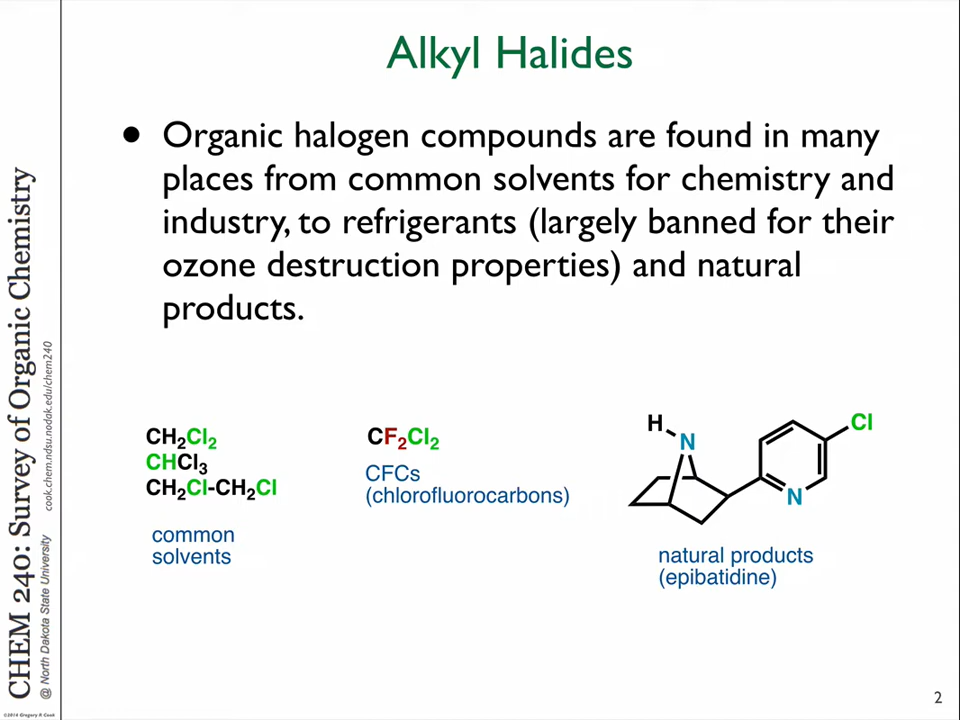 Alkyl Halides
• Organic halogen compounds are found in many
places from common solvents for chemistry and
industry, to refrigerants (largely banned for their
ozone destruction properties) and natural
products.
CH₂Cl₂
CHCl₃
CH₂Cl-CH₂Cl
common
solvents
CF₂Cl₂
CFCs
(chlorofluorocarbons)
H
N
Cl
N
natural products
(epibatidine)
CHEM 240: Survey of Organic Chemistry
@ North Dakota State University
cook.chem.ndsu.nodak.edu/chem240
©2014 Gregory R Cook
2